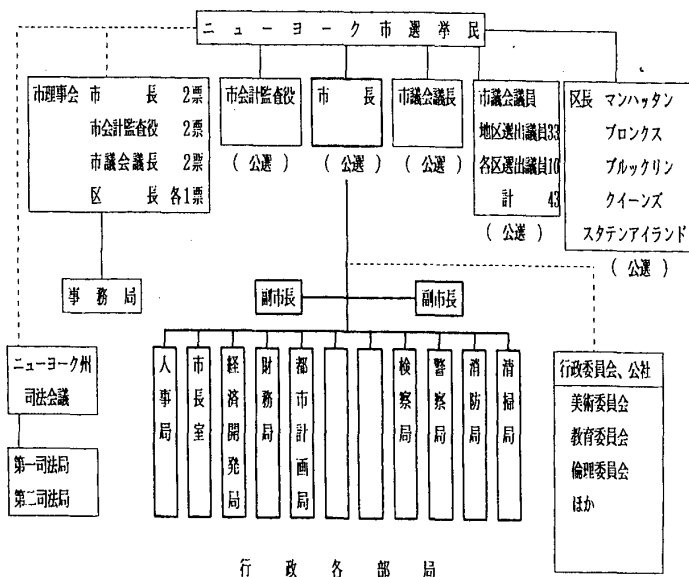 ニューヨーク市選挙民
市理事会 市長 2票
市会計監査役 2票
市議会議長 2票
区長 各1票
市会計監査役
(公選)
市長
(公選)
市議会議長
(公選)
市議会議員
地区選出議員33
各区選出議員10
計 43
(公選)
区長 マンハッタン
ブロンクス
ブルックリン
クイーンズ
スタテンアイランド
(公選)
事務局
副市長
副市長
ニューヨーク州
司法会議
第一司法局
第二司法局
人事局
市長室
経済開発局
財務局
都市計画局
検察局
警察局
消防局
清掃局
行政委員会、公社
美術委員会
教育委員会
倫理委員会
ほか
行政各部局